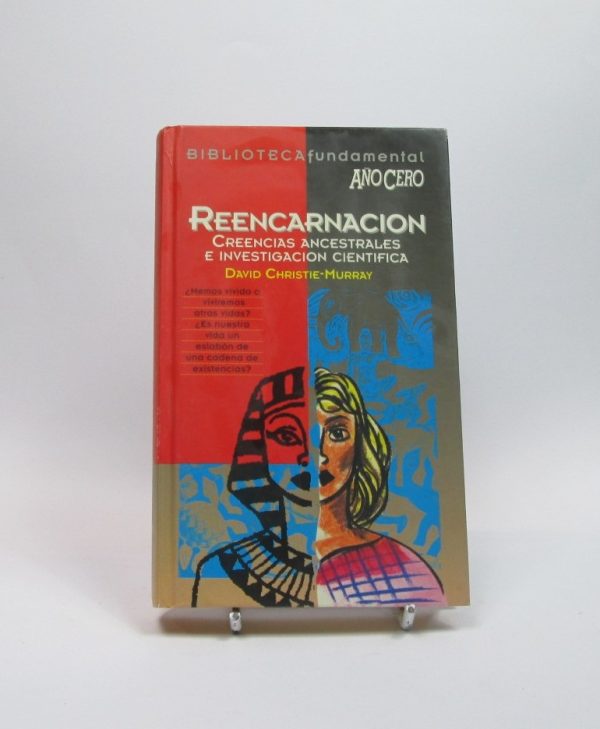 BIBLIOTECAfundamental
AÑO CERO
REENCARNACION
CREENCIAS ANCESTRALES
E INVESTIGACION CIENTIFICA
DAVID CHRISTIE-MURRAY
¿Hemos vivido o
viviremos
otras vidas?
¿Es nuestra
vida un
eslabón de
una cadena de
existencias?